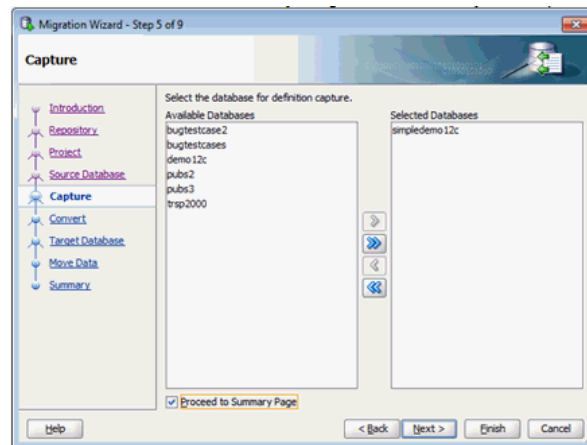 Migration Wizard - Step 5 of 9
Capture
Introduction
Repository
Project
Source Database
Capture
Convert
Target Database
Move Data
Summary
Select the database for definition capture.
Available Databases
bugtestcase2
bugtestcases
demo12c
pubs2
pubs3
trsp2000
Selected Databases
simpledemo12c
Proceed to Summary Page
Help
< Back
Next >
Finish
Cancel